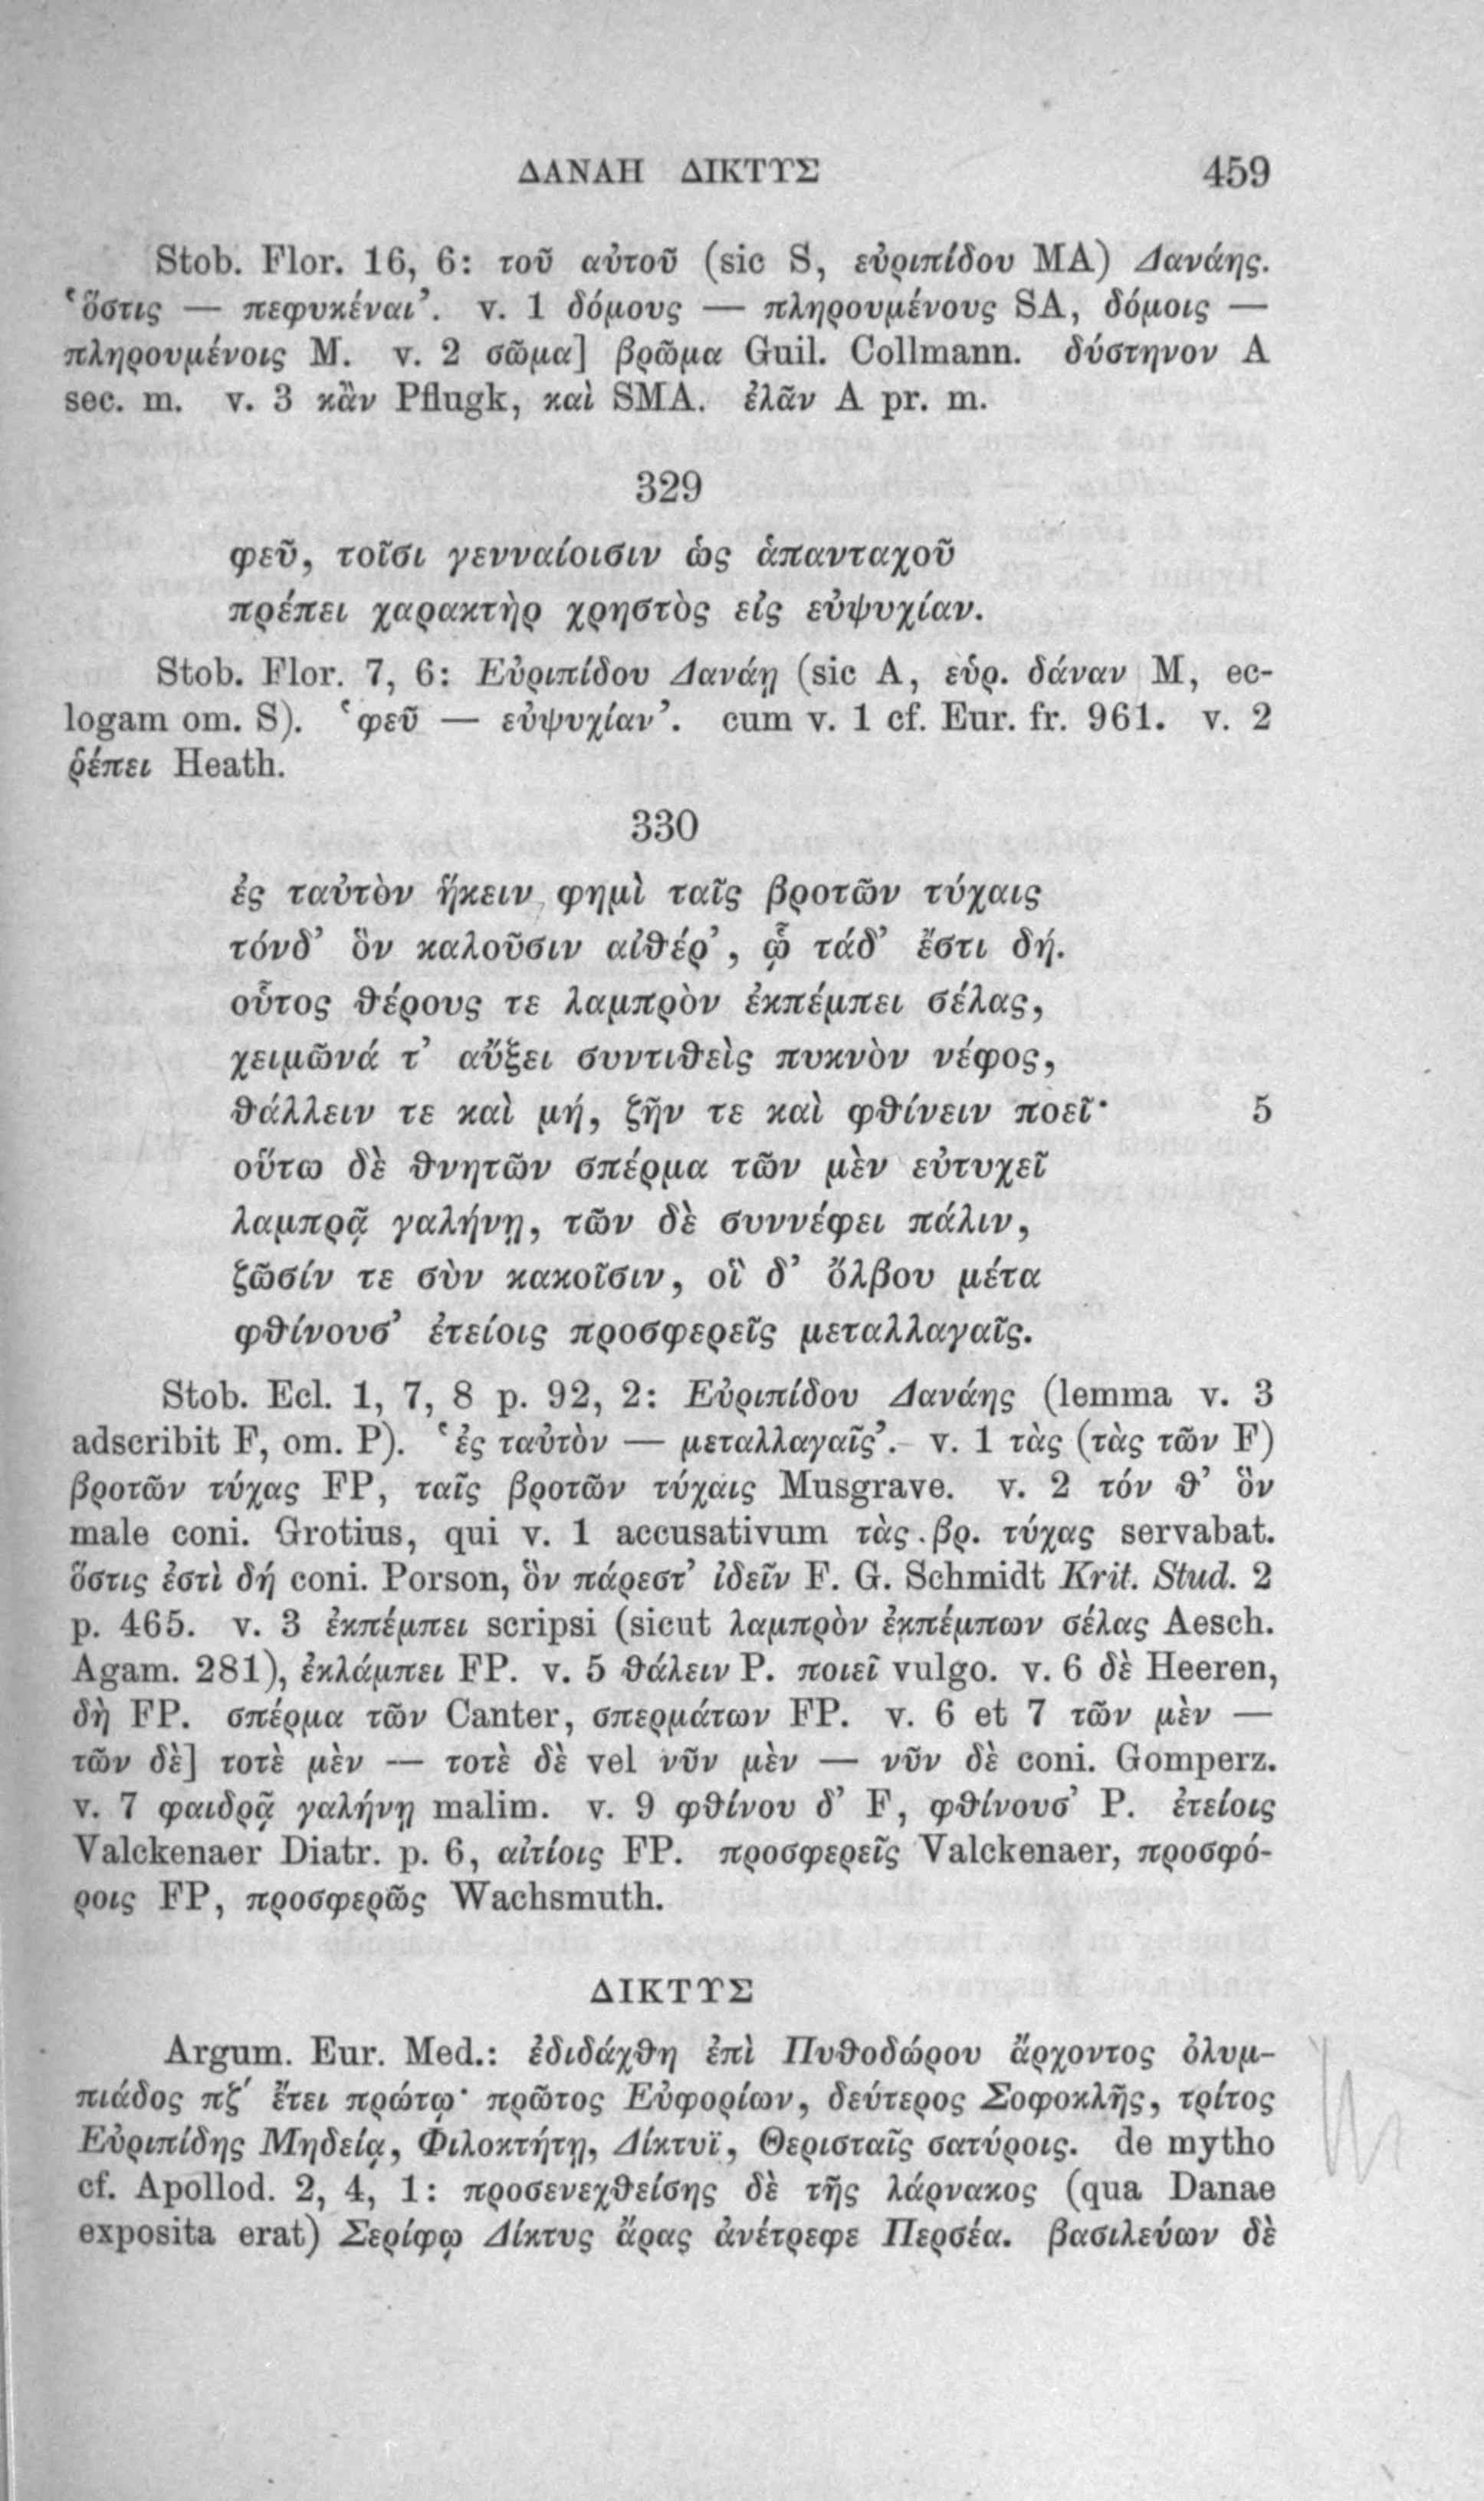 ΔΑΝΑΗ ΔΙΚΤΥΣ 459
Stob. Flor. 16, 6: τοῦ αὐτοῦ (sic S, εὐριπίδου MA) Δανάης.
‘ὅστις — πεφυκέναι’. v. 1 δόμους — πληρουμένους SA, δόμοις —
πληρουμένοις M. v. 2 σῶμα] βρῶμα Guil. Collmann. δύστηνον A
sec. m. v. 3 κἂν Pflugk, καὶ SMA. ἐλᾶν A pr. m.
329
φεῦ, τοῖσι γενναίοισιν ὡς ἁπανταχοῦ
πρέπει χαρακτὴρ χρηστὸς εἰς εὐψυχίαν.
Stob. Flor. 7, 6: Εὐριπίδου Δανάῃ (sic A, εὐρ. δάναν M, ec-
logam om. S). ‘φεῦ — εὐψυχίαν’. cum v. 1 cf. Eur. fr. 961. v. 2
ῥέπει Heath.
330
ἐς ταὐτὸν ἥκειν φημὶ ταῖς βροτῶν τύχαις
τόνδ’ ὃν καλοῦσιν αἰθέρ’, ᾧ τάδ’ ἔστι δή.
οὗτος θέρους τε λαμπρὸν ἐκπέμπει σέλας,
χειμῶνά τ’ αὔξει συντιθεὶς πυκνὸν νέφος,
θάλλειν τε καὶ μή, ζῆν τε καὶ φθίνειν ποεῖ· 5
οὕτω δὲ θνητῶν σπέρμα τῶν μὲν εὐτυχεῖ
λαμπρᾷ γαλήνῃ, τῶν δὲ συννέφει πάλιν,
ζῶσίν τε σὺν κακοῖσιν, οἳ δ’ ὄλβου μέτα
φθίνουσ’ ἐτείοις προσφερεῖς μεταλλαγαῖς.
Stob. Ecl. 1, 7, 8 p. 92, 2: Εὐριπίδου Δανάης (lemma v. 3
adscribit F, om. P). ‘ἐς ταὐτὸν — μεταλλαγαῖς’. v. 1 τὰς (τὰς τῶν F)
βροτῶν τύχας FP, ταῖς βροτῶν τύχαις Musgrave. v. 2 τόν θ’ ὃν
male coni. Grotius, qui v. 1 accusativum τὰς βρ. τύχας servabat.
ὅστις ἐστὶ δή coni. Porson, ὃν πάρεστ’ ἰδεῖν F. G. Schmidt Krit. Stud. 2
p. 465. v. 3 ἐκπέμπει scripsi (sicut λαμπρὸν ἐκπέμπων σέλας Aesch.
Agam. 281), ἐκλάμπει FP. v. 5 θάλειν P. ποιεῖ vulgo. v. 6 δὲ Heeren,
δὴ FP. σπέρμα τῶν Canter, σπερμάτων FP. v. 6 et 7 τῶν μὲν —
τῶν δὲ] τοτὲ μὲν — τοτὲ δὲ vel νῦν μὲν — νῦν δὲ coni. Gomperz.
v. 7 φαιδρᾷ γαλήνῃ malim. v. 9 φθίνου δ’ F, φθίνουσ’ P. ἐτείοις
Valckenaer Diatr. p. 6, αἰτίοις FP. προσφερεῖς Valckenaer, προσφό-
ροις FP, προσφερῶς Wachsmuth.
ΔΙΚΤΥΣ
Argum. Eur. Med.: ἐδιδάχθη ἐπὶ Πυθοδώρου ἄρχοντος ὀλυμ-
πιάδος πζ′ ἔτει πρώτῳ· πρῶτος Εὐφορίων, δεύτερος Σοφοκλῆς, τρίτος
Εὐριπίδης Μηδείᾳ, Φιλοκτήτῃ, Δίκτυϊ, Θερισταῖς σατύροις. de mytho
cf. Apollod. 2, 4, 1: προσενεχθείσης δὲ τῆς λάρνακος (qua Danae
exposita erat) Σερίφῳ Δίκτυς ἄρας ἀνέτρεφε Περσέα. βασιλεύων δὲ